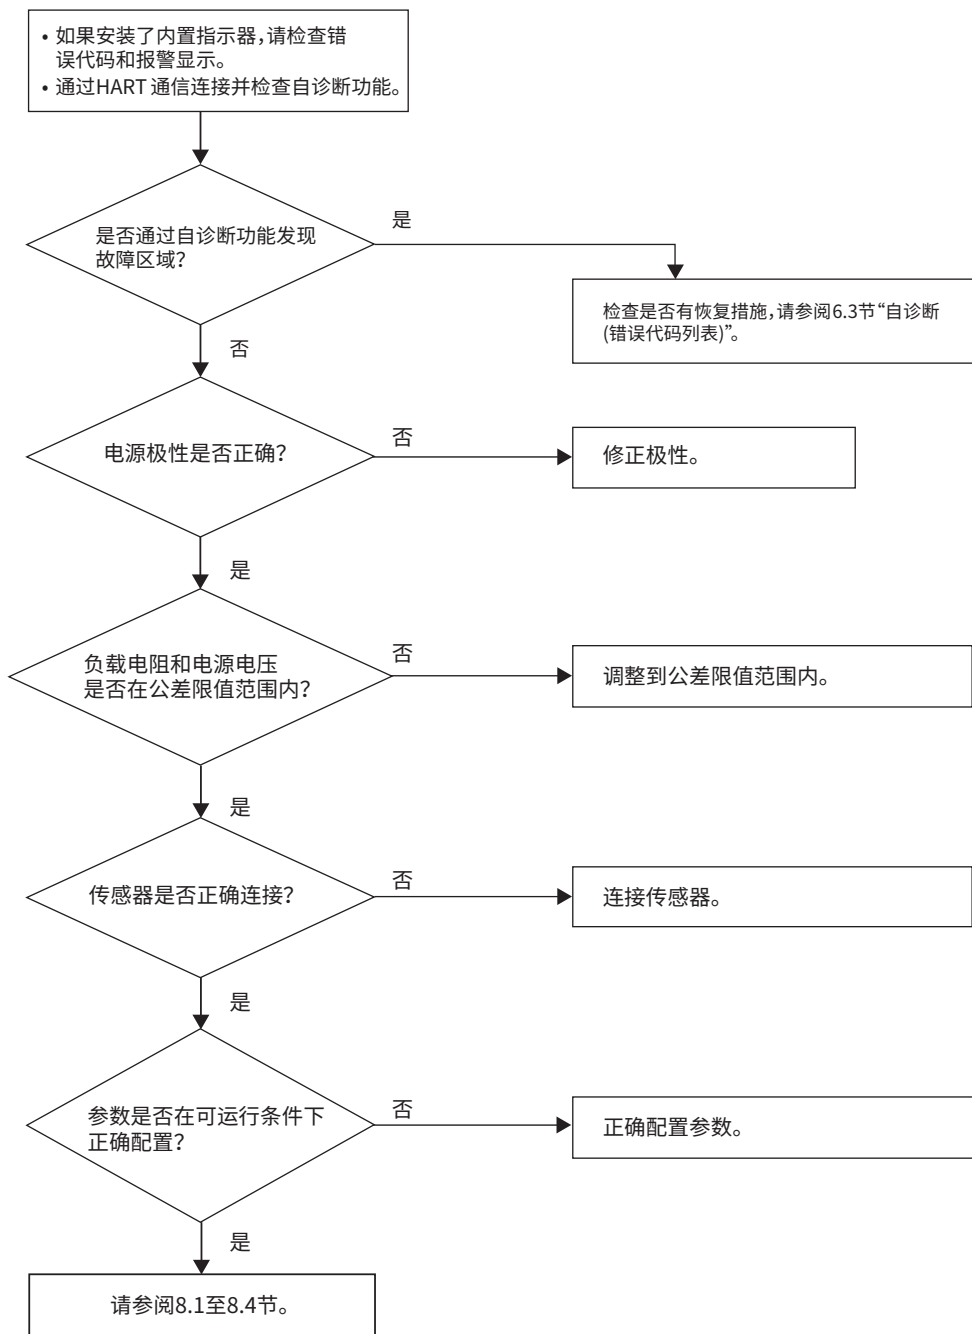 • 如果安装了内置指示器，请检查错
误代码和报警显示。
• 通过HART 通信连接并检查自诊断功能。
是否通过自诊断功能发现
故障区域？
是
检查是否有恢复措施，请参阅6.3节“自诊断
(错误代码列表)”。
否
电源极性是否正确？
否
修正极性。
是
负载电阻和电源电压
是否在公差限值范围内？
否
调整到公差限值范围内。
是
传感器是否正确连接？
否
连接传感器。
是
参数是否在可运行条件下
正确配置？
否
正确配置参数。
是
请参阅8.1至8.4节。